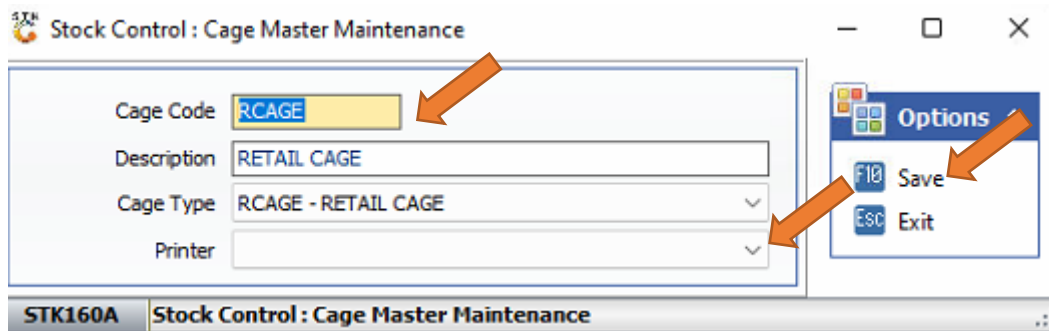 STK
Stock Control : Cage Master Maintenance
Cage Code RCAGE
Description RETAIL CAGE
Cage Type RCAGE - RETAIL CAGE
Printer
Options
F10 Save
Esc Exit
STK160A Stock Control : Cage Master Maintenance